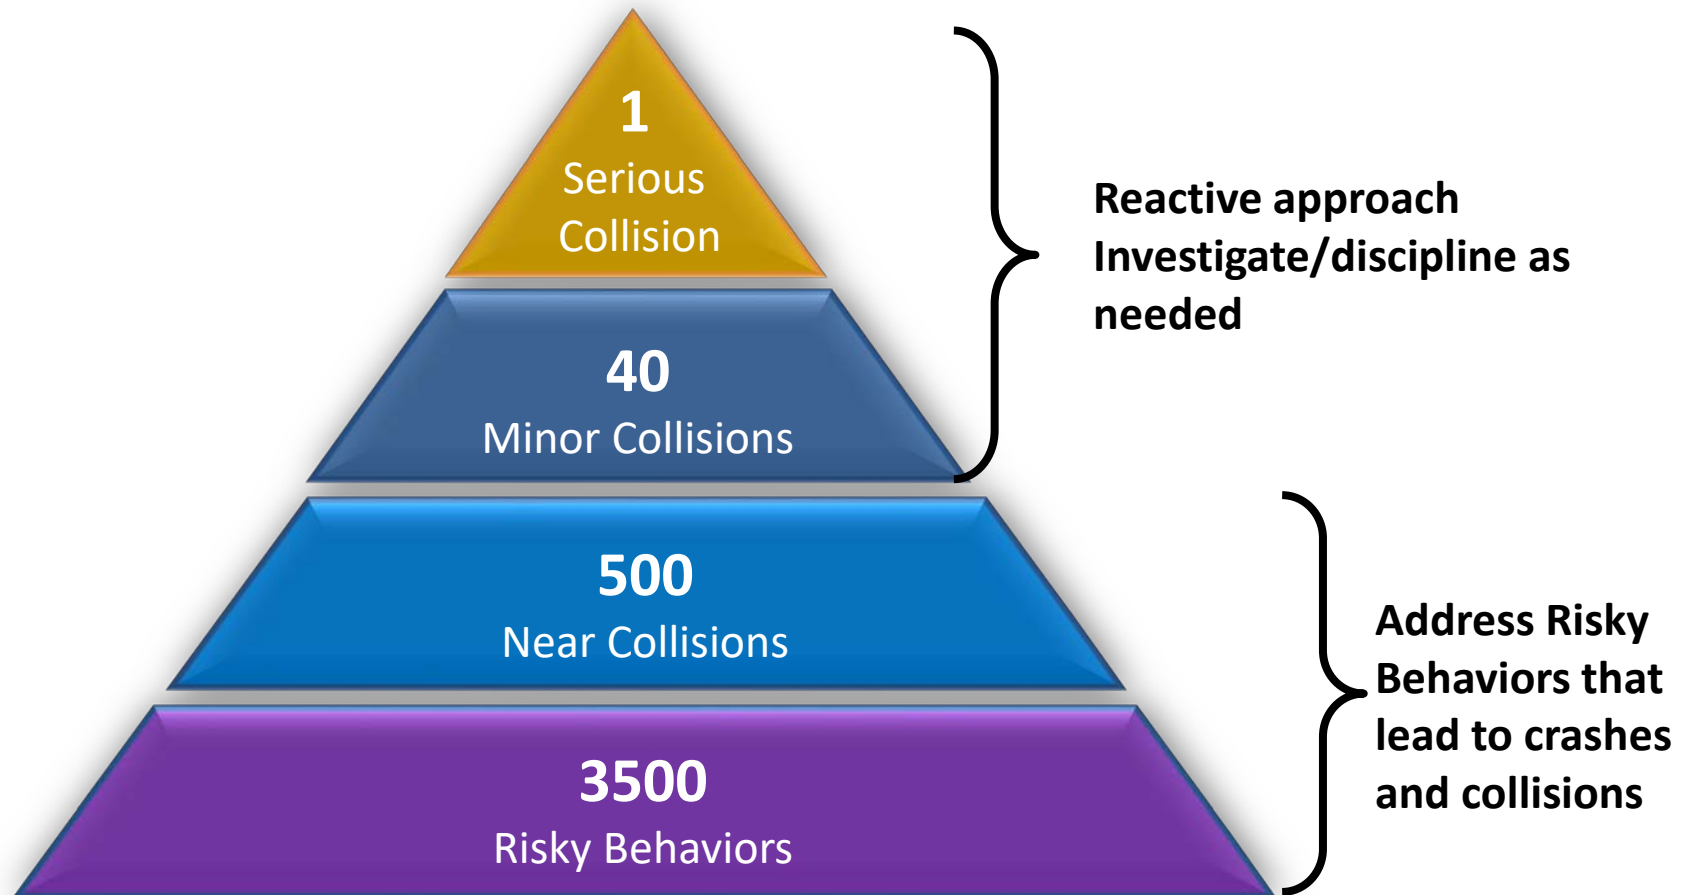 1
Serious
Collision
40
Minor Collisions
500
Near Collisions
3500
Risky Behaviors
Reactive approach
Investigate/discipline as
needed
Address Risky
Behaviors that
lead to crashes
and collisions